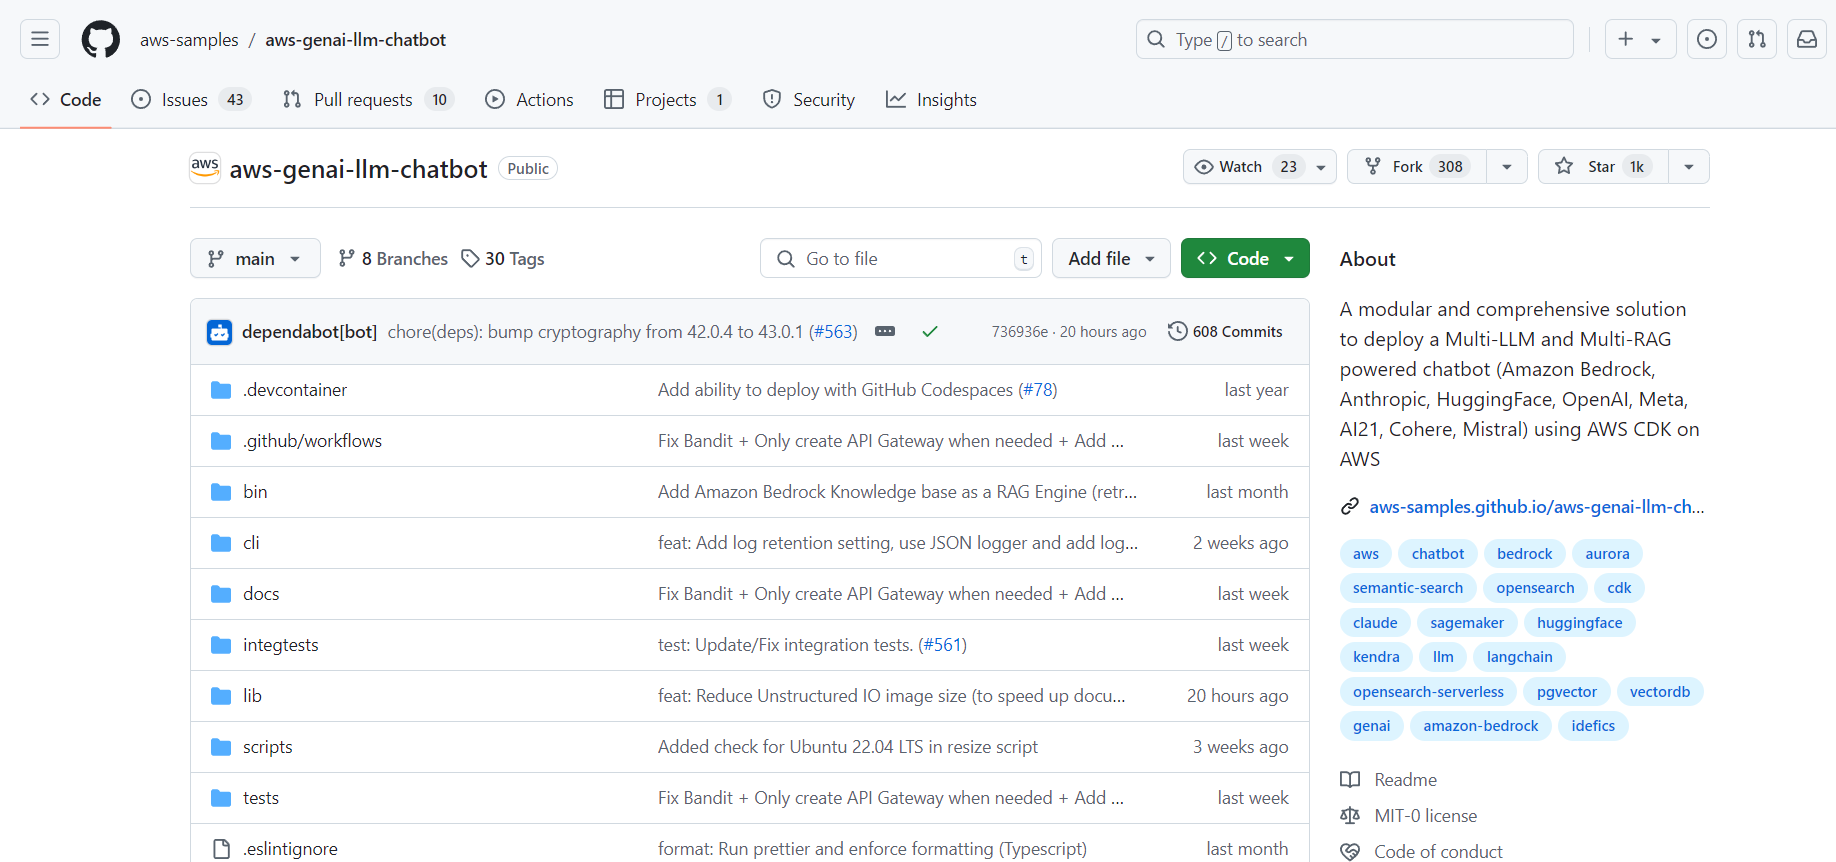 aws-samples / aws-genai-llm-chatbot
Type / to search
Code
Issues 43
Pull requests 10
Actions
Projects 1
Security
Insights
aws
aws-genai-llm-chatbot Public
Watch 23
Fork 308
Star 1k
main
8 Branches
30 Tags
Go to file t
Add file
Code
dependabot[bot] chore(deps): bump cryptography from 42.0.4 to 43.0.1 (#563) 736936e · 20 hours ago 608 Commits
.devcontainer Add ability to deploy with GitHub Codespaces (#78) last year
.github/workflows Fix Bandit + Only create API Gateway when needed + Add ... last week
bin Add Amazon Bedrock Knowledge base as a RAG Engine (retr... last month
cli feat: Add log retention setting, use JSON logger and add log... 2 weeks ago
docs Fix Bandit + Only create API Gateway when needed + Add ... last week
integtests test: Update/Fix integration tests. (#561) last week
lib feat: Reduce Unstructured IO image size (to speed up docu... 20 hours ago
scripts Added check for Ubuntu 22.04 LTS in resize script 3 weeks ago
tests Fix Bandit + Only create API Gateway when needed + Add ... last week
.eslintignore format: Run prettier and enforce formatting (Typescript) last month
About
A modular and comprehensive solution
to deploy a Multi-LLM and Multi-RAG
powered chatbot (Amazon Bedrock,
Anthropic, HuggingFace, OpenAI, Meta,
AI21, Cohere, Mistral) using AWS CDK on
AWS
aws-samples.github.io/aws-genai-llm-ch...
aws chatbot bedrock aurora
semantic-search opensearch cdk
claude sagemaker huggingface
kendra llm langchain
opensearch-serverless pgvector vectordb
genai amazon-bedrock idefics
Readme
MIT-0 license
Code of conduct